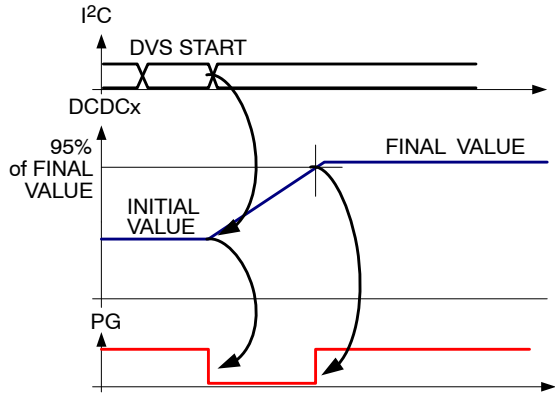 I²C
DVS START
DCDCx
95%
of FINAL
VALUE
FINAL VALUE
INITIAL
VALUE
PG